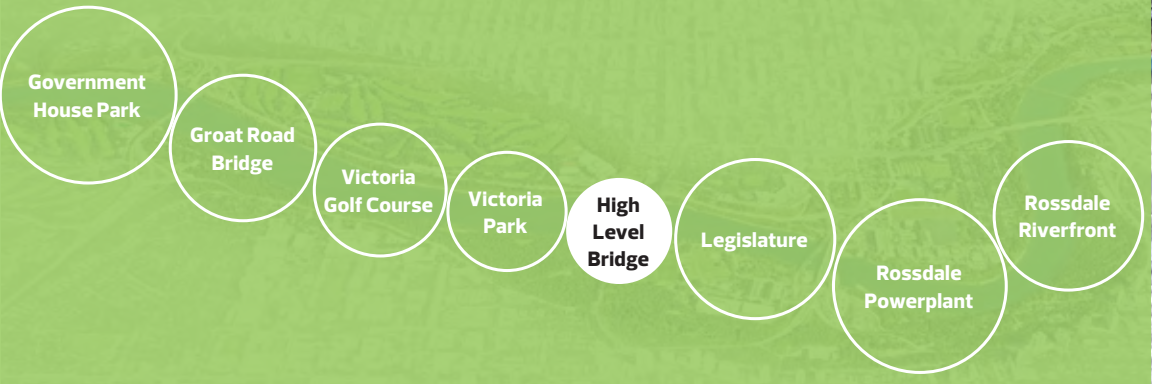 Government
House Park
Groat Road
Bridge
Victoria
Golf Course
Victoria
Park
High
Level
Bridge
Legislature
Rossdale
Powerplant
Rossdale
Riverfront